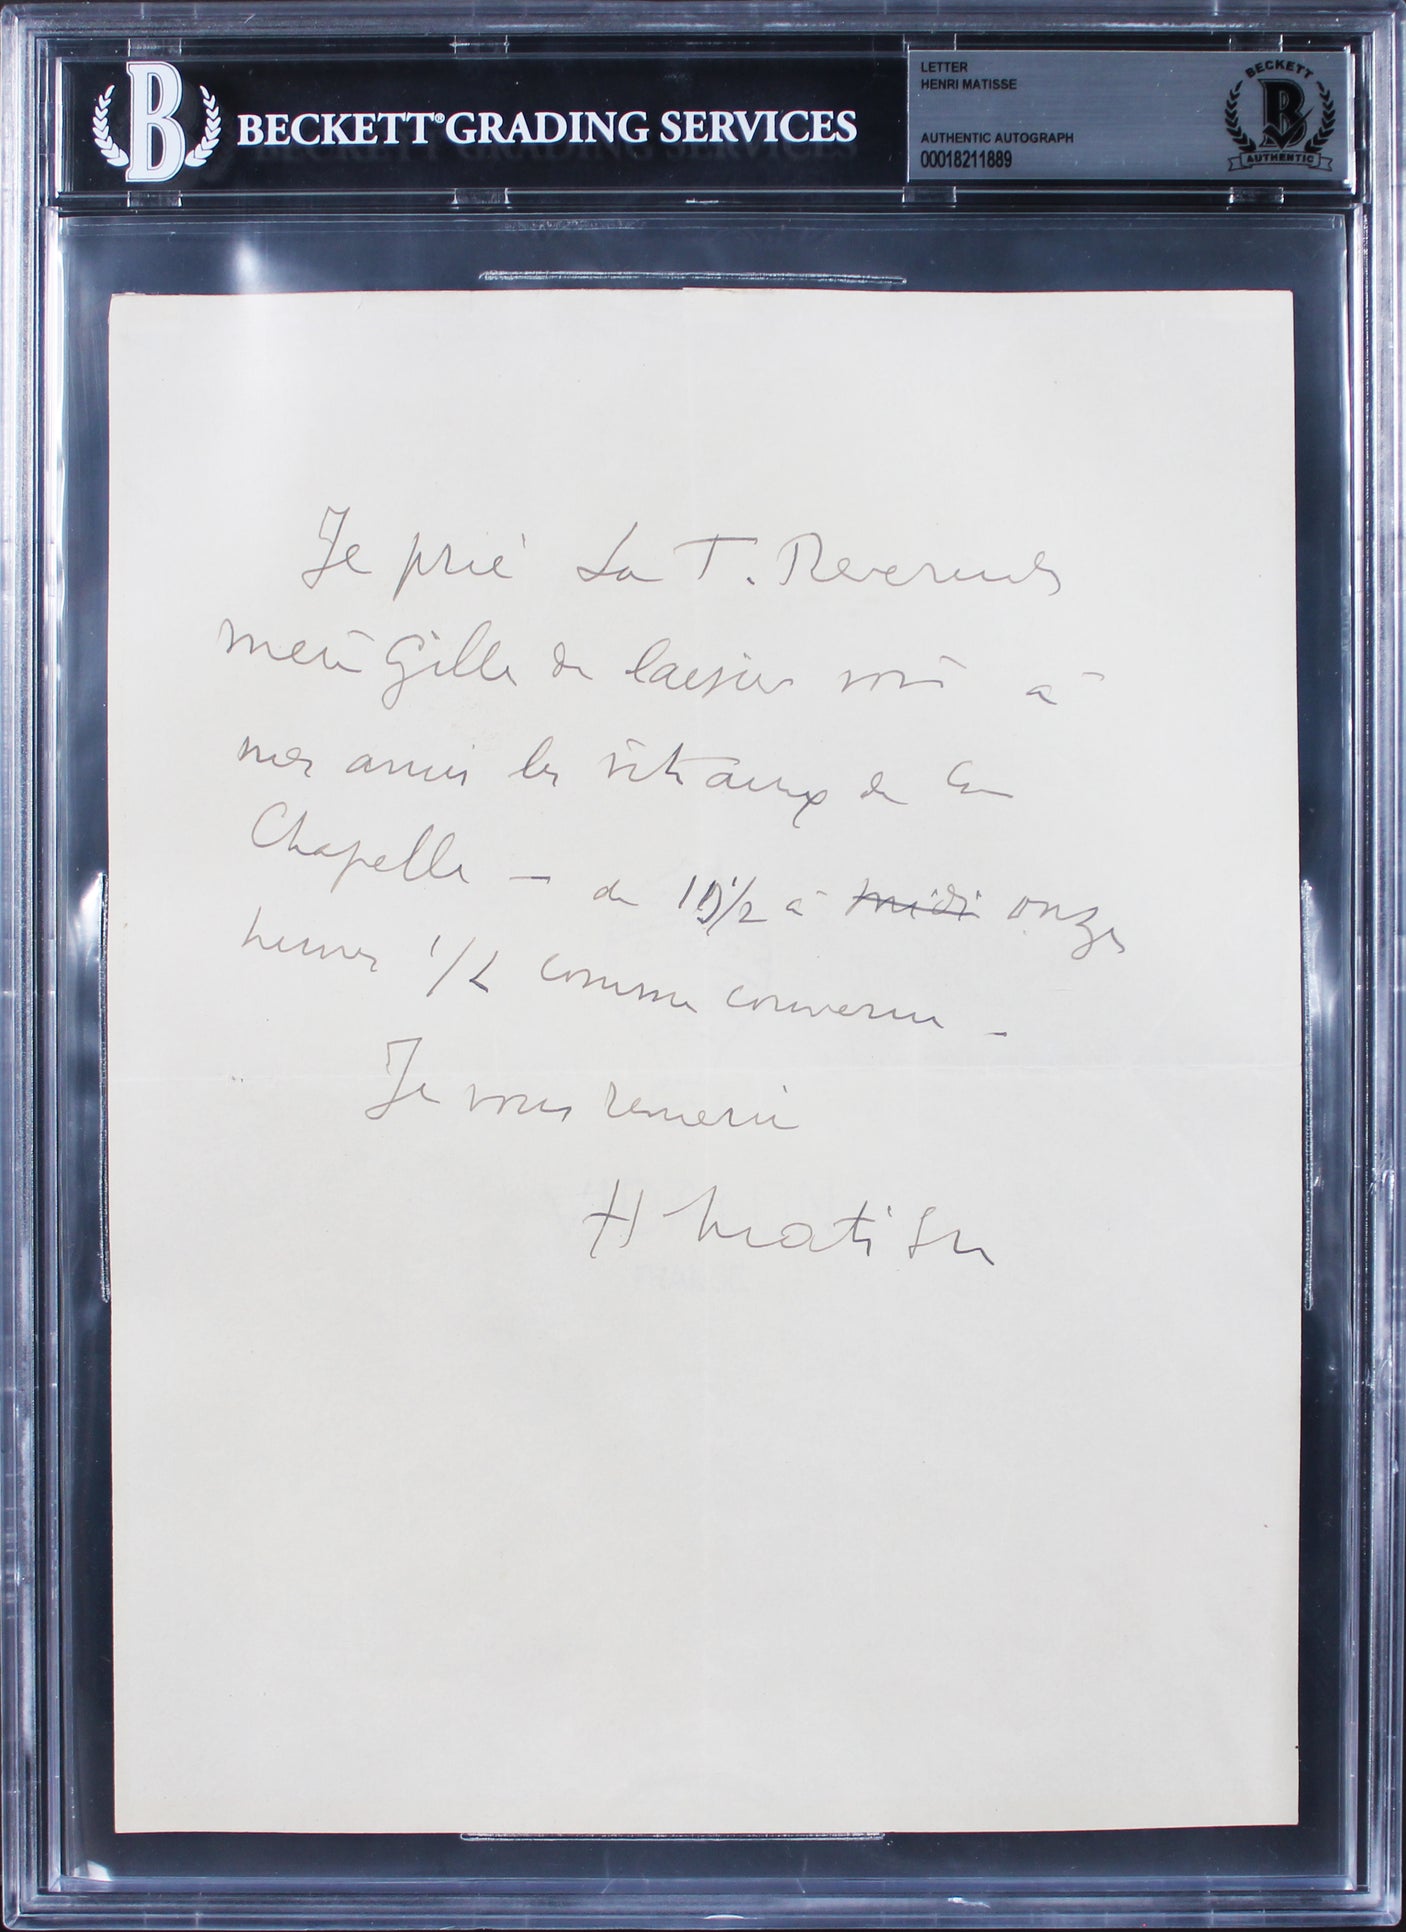 B
BECKETT® GRADING SERVICES
LETTER
HENRI MATISSE
AUTHENTIC AUTOGRAPH
00018211889
BECKETT
B
AUTHENTIC
Je prie La T. Reverende
mere Gille de laisser voir à
mes amis les vitraux de la
Chapelle – de 10 1/2 à midi onze
heures 1/2 comme convenu –
Je vous remercie
H Matisse